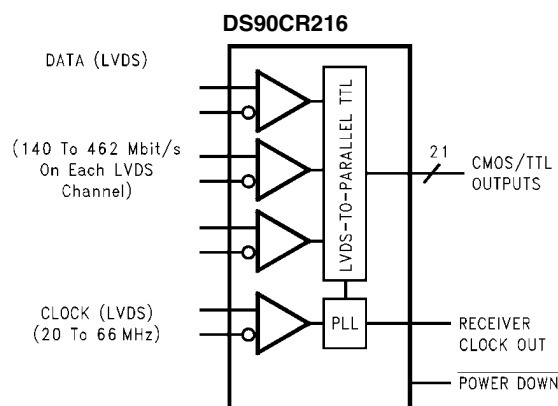 DS90CR216
DATA (LVDS)
(140 To 462 Mbit/s
On Each LVDS
Channel)
LVDS-TO-PARALLEL TTL
21
CMOS/TTL
OUTPUTS
CLOCK (LVDS)
(20 To 66 MHz)
PLL
RECEIVER
CLOCK OUT
POWER DOWN